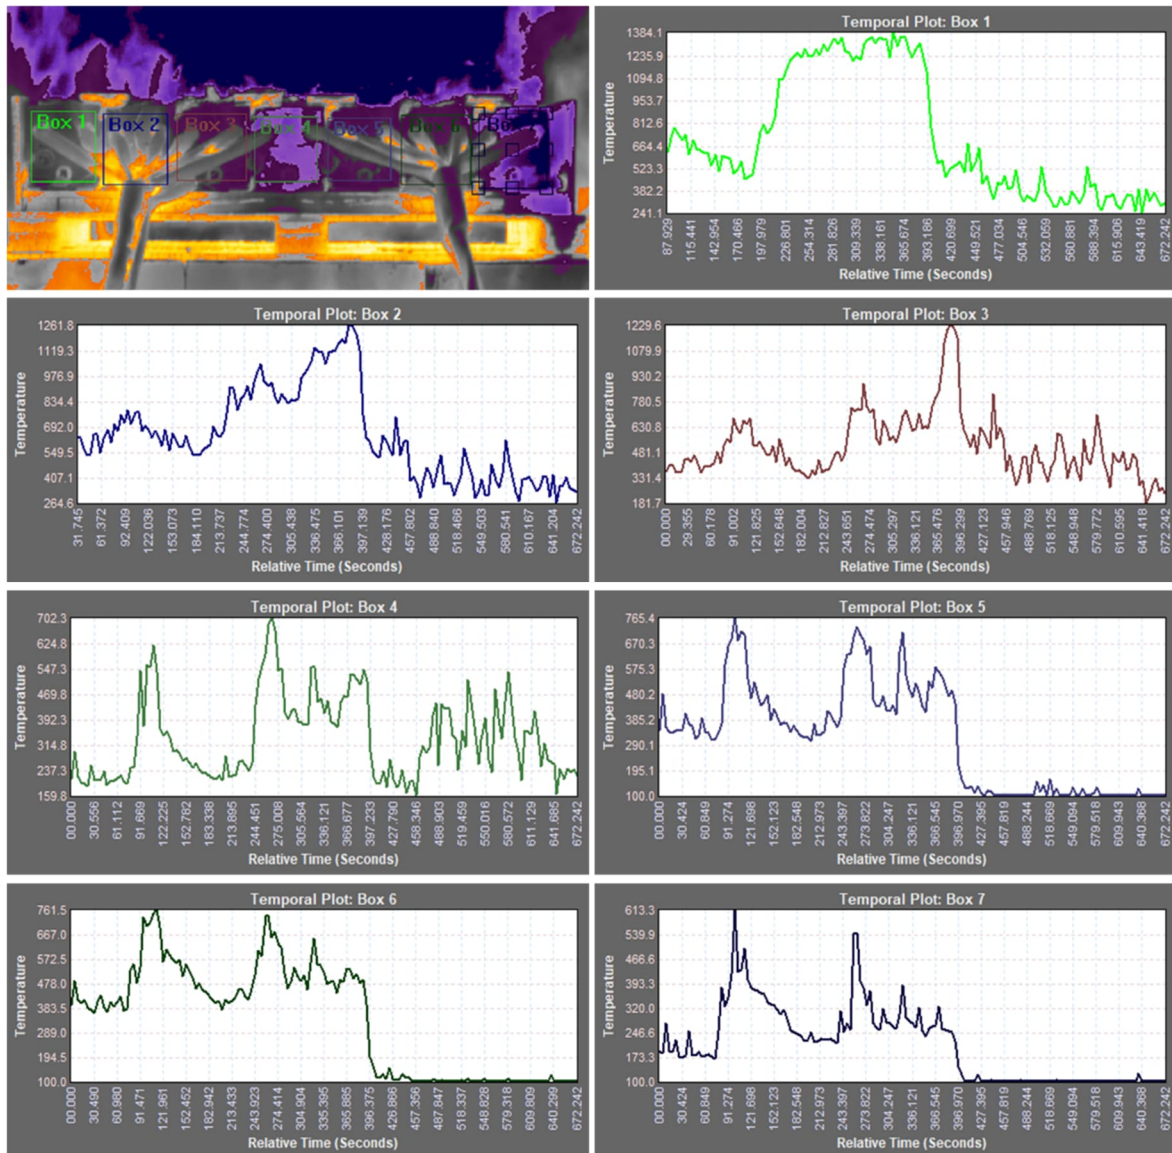 Box 1
Box 2
Box 3
Box 4
Box 5
Box 6
Bo
Temporal Plot: Box 1
Temperature
1384.1
1235.9
1094.8
953.7
812.6
664.4
523.3
382.2
241.1
87.929 115.441 142.954 170.466 197.979 226.801 254.314 281.826 309.339 338.161 365.674 393.186 420.699 449.521 477.034 504.546 532.059 560.881 588.394 615.906 643.419 672.242
Relative Time (Seconds)
Temporal Plot: Box 2
Temperature
1261.8
1119.3
976.9
834.4
692.0
549.5
407.1
264.6
31.745 61.372 92.409 122.036 153.073 184.110 213.737 244.774 274.400 305.438 336.475 366.101 397.139 428.176 457.802 488.840 518.466 549.503 580.541 610.167 641.204 672.242
Relative Time (Seconds)
Temporal Plot: Box 3
Temperature
1229.6
1079.9
930.2
780.5
630.8
481.1
331.4
181.7
00.000 29.355 60.178 91.002 121.825 152.648 182.004 212.827 243.651 274.474 305.297 336.121 365.476 396.299 427.123 457.946 488.769 518.125 548.948 579.772 610.595 641.418 672.242
Relative Time (Seconds)
Temporal Plot: Box 4
Temperature
702.3
624.8
547.3
469.8
392.3
314.8
237.3
159.8
00.000 30.556 61.112 91.669 122.225 152.782 183.338 213.895 244.451 275.008 305.564 336.121 366.677 397.233 427.790 458.346 488.903 519.459 550.016 580.572 611.129 641.685 672.242
Relative Time (Seconds)
Temporal Plot: Box 5
Temperature
765.4
670.3
575.3
480.2
385.2
290.1
195.1
100.0
00.000 30.424 60.849 91.274 121.698 152.123 182.548 212.973 243.397 273.822 304.247 336.121 366.545 396.970 427.395 457.819 488.244 518.669 549.094 579.518 609.943 640.368 672.242
Relative Time (Seconds)
Temporal Plot: Box 6
Temperature
761.5
667.0
572.5
478.0
383.5
289.0
194.5
100.0
00.000 30.490 60.980 91.471 121.961 152.452 182.942 213.433 243.923 274.414 304.904 335.395 365.885 396.375 426.866 457.356 487.847 518.337 548.828 579.318 609.809 640.299 672.242
Relative Time (Seconds)
Temporal Plot: Box 7
Temperature
613.3
539.9
466.6
393.3
320.0
246.6
173.3
100.0
00.000 30.424 60.849 91.274 121.698 152.123 182.548 212.973 243.397 273.822 304.247 336.121 366.545 396.970 427.395 457.819 488.244 518.669 549.094 579.518 609.943 640.368 672.242
Relative Time (Seconds)